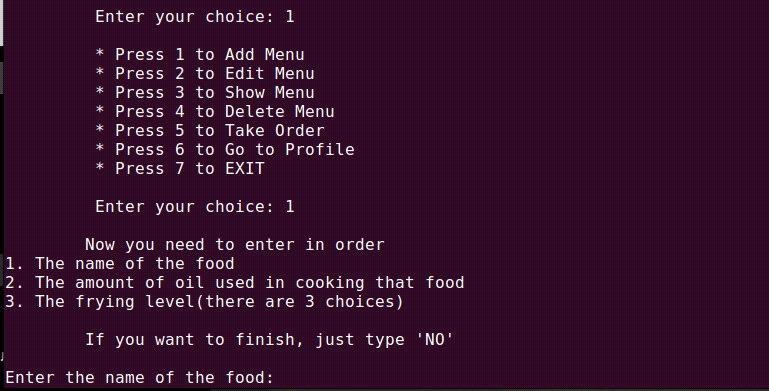 Enter your choice: 1
* Press 1 to Add Menu
* Press 2 to Edit Menu
* Press 3 to Show Menu
* Press 4 to Delete Menu
* Press 5 to Take Order
* Press 6 to Go to Profile
* Press 7 to EXIT
Enter your choice: 1
Now you need to enter in order
1. The name of the food
2. The amount of oil used in cooking that food
3. The frying level(there are 3 choices)
If you want to finish, just type 'NO'
Enter the name of the food: